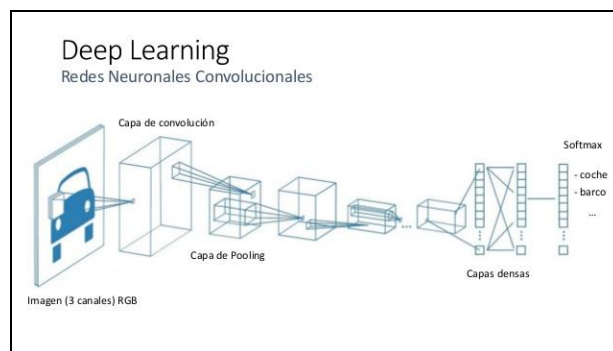 Deep Learning
Redes Neuronales Convolucionales
Capa de convolución
Softmax
- coche
- barco
...
...
Capa de Pooling
Capas densas
Imagen (3 canales) RGB